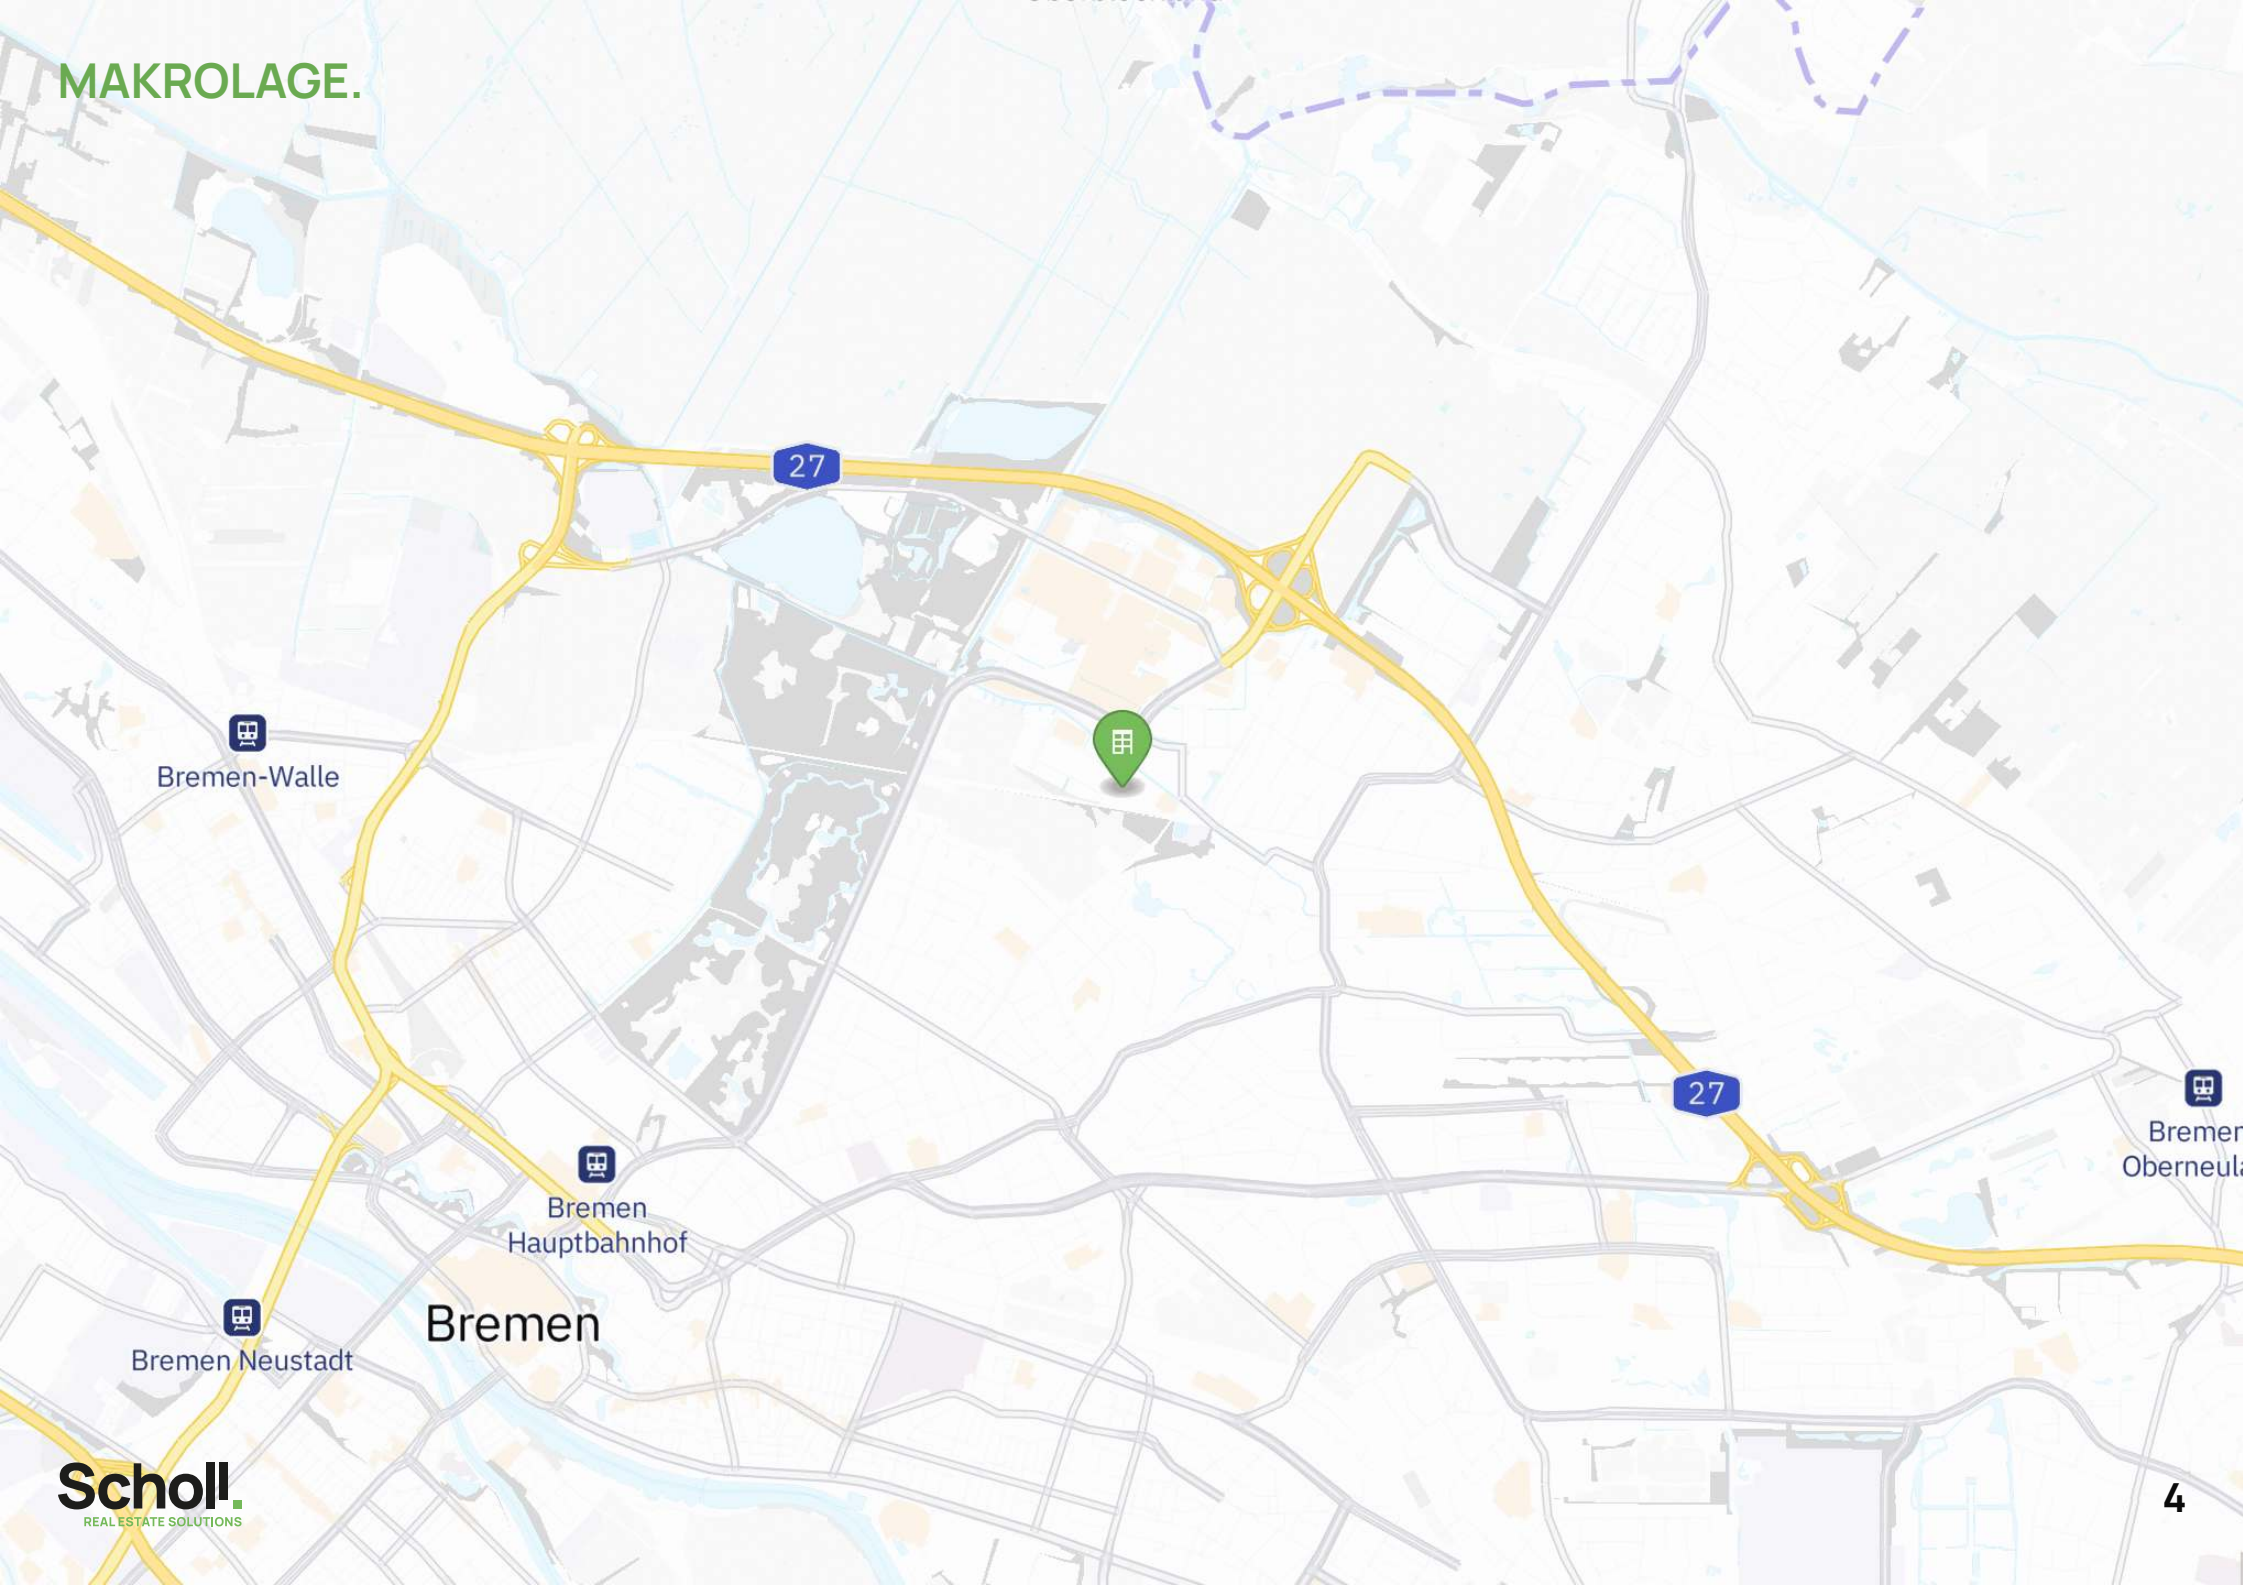 MAKROLAGE.
27
Bremen-Walle
27
Bremen
Hauptbahnhof
Bremen
Bremen Neustadt
Scholl.
REAL ESTATE SOLUTIONS
4